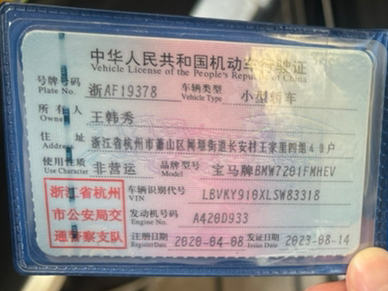 中华人民共和国机动车行驶证
Vehicle License of the People's Republic of China
号牌号码 浙AF19378 车辆类型 小型轿车
Plate No. Vehicle Type
所有人 王韩秀
Owner
住址 浙江省杭州市萧山区闻堰街道长安村王家里四组40户
Address
使用性质 非营运 品牌型号 宝马牌BMW7201FMHEV
Use Character Model
浙江省杭州
市公安局交
通警察支队
车辆识别代号 LBVKY910XLSW83318
VIN
发动机号码 A420D933
Engine No.
注册日期 2020-04-08 发证日期 2023-08-14
Register Date Issue Date